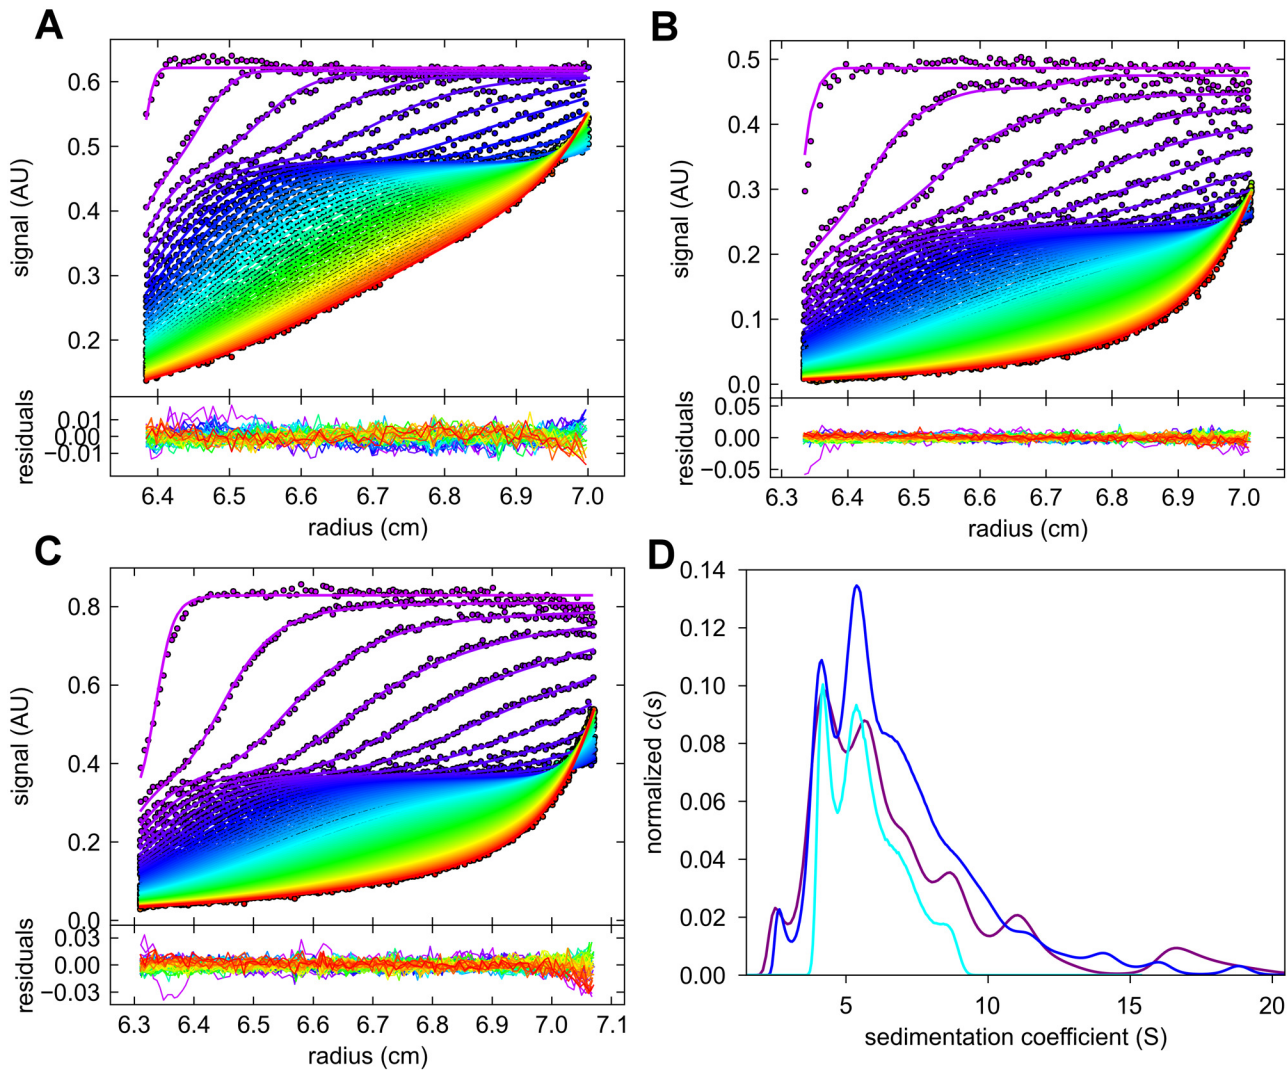 A
signal (AU)
0.6
0.5
0.4
0.3
0.2
residuals
0.01
0.00
−0.01
6.4 6.5 6.6 6.7 6.8 6.9 7.0
radius (cm)
B
signal (AU)
0.5
0.4
0.3
0.2
0.1
0.0
residuals
0.05
0.00
−0.05
6.3 6.4 6.5 6.6 6.7 6.8 6.9 7.0
radius (cm)
C
signal (AU)
0.8
0.6
0.4
0.2
0.0
residuals
0.03
0.00
−0.03
6.3 6.4 6.5 6.6 6.7 6.8 6.9 7.0 7.1
radius (cm)
D
normalized c(s)
0.14
0.12
0.10
0.08
0.06
0.04
0.02
0.00
5 10 15 20
sedimentation coefficient (S)